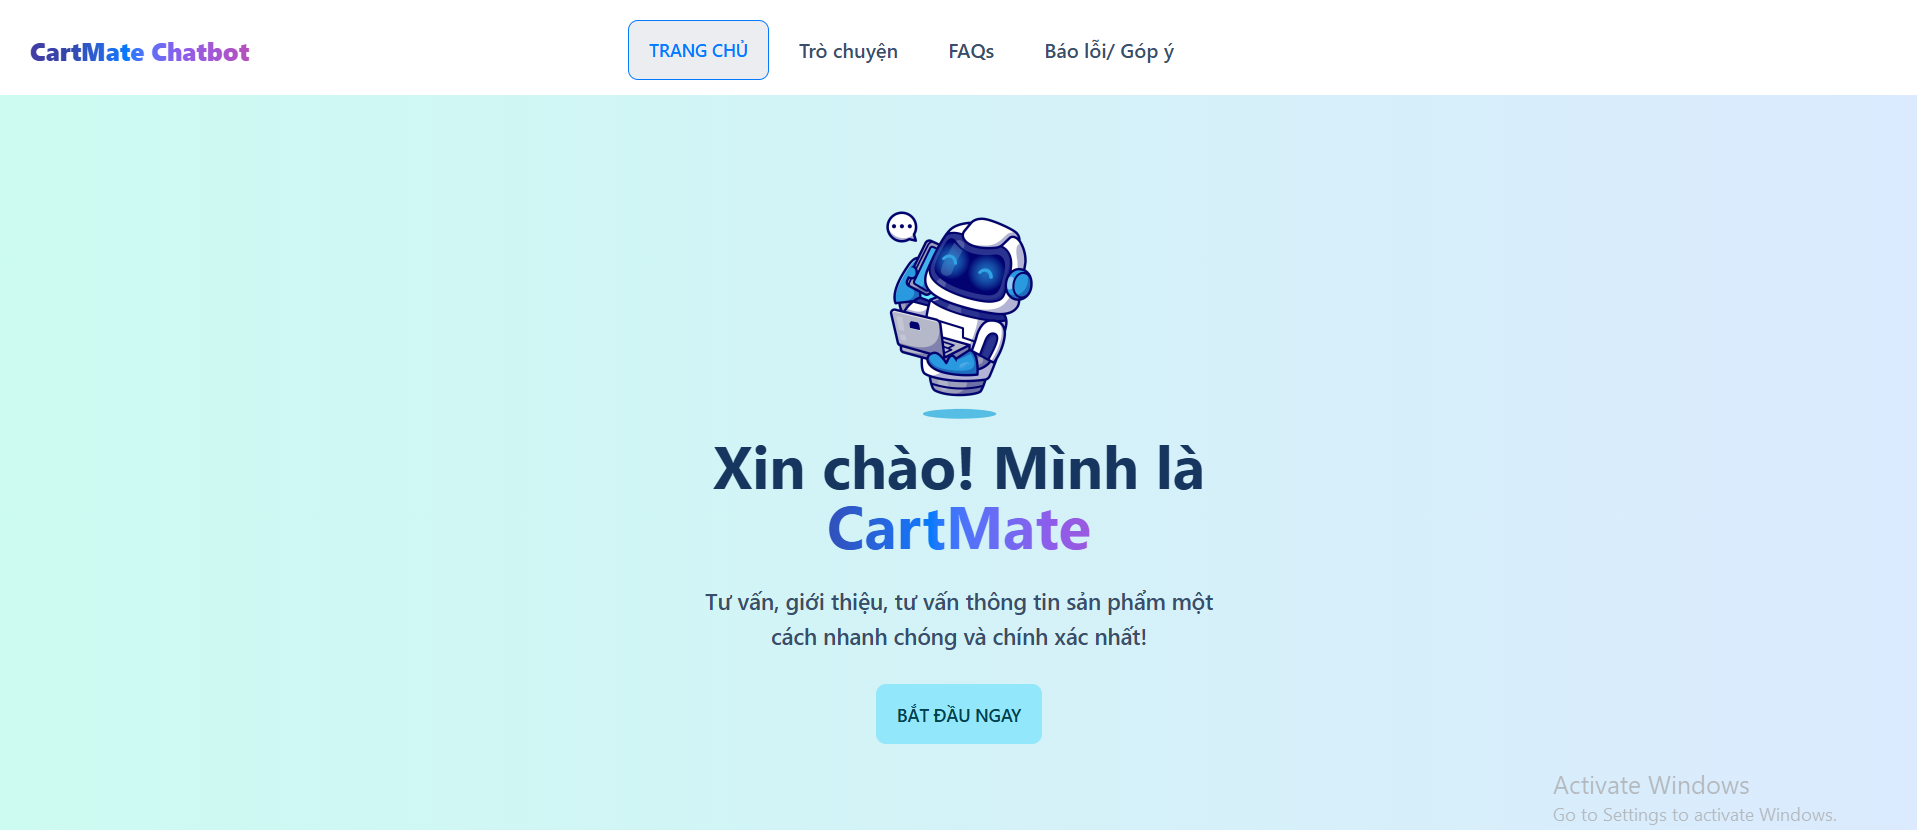 CartMate Chatbot
TRANG CHỦ
Trò chuyện
FAQs
Báo lỗi/ Góp ý
Xin chào! Mình là
CartMate
Tư vấn, giới thiệu, tư vấn thông tin sản phẩm một
cách nhanh chóng và chính xác nhất!
BẮT ĐẦU NGAY
Activate Windows
Go to Settings to activate Windows.